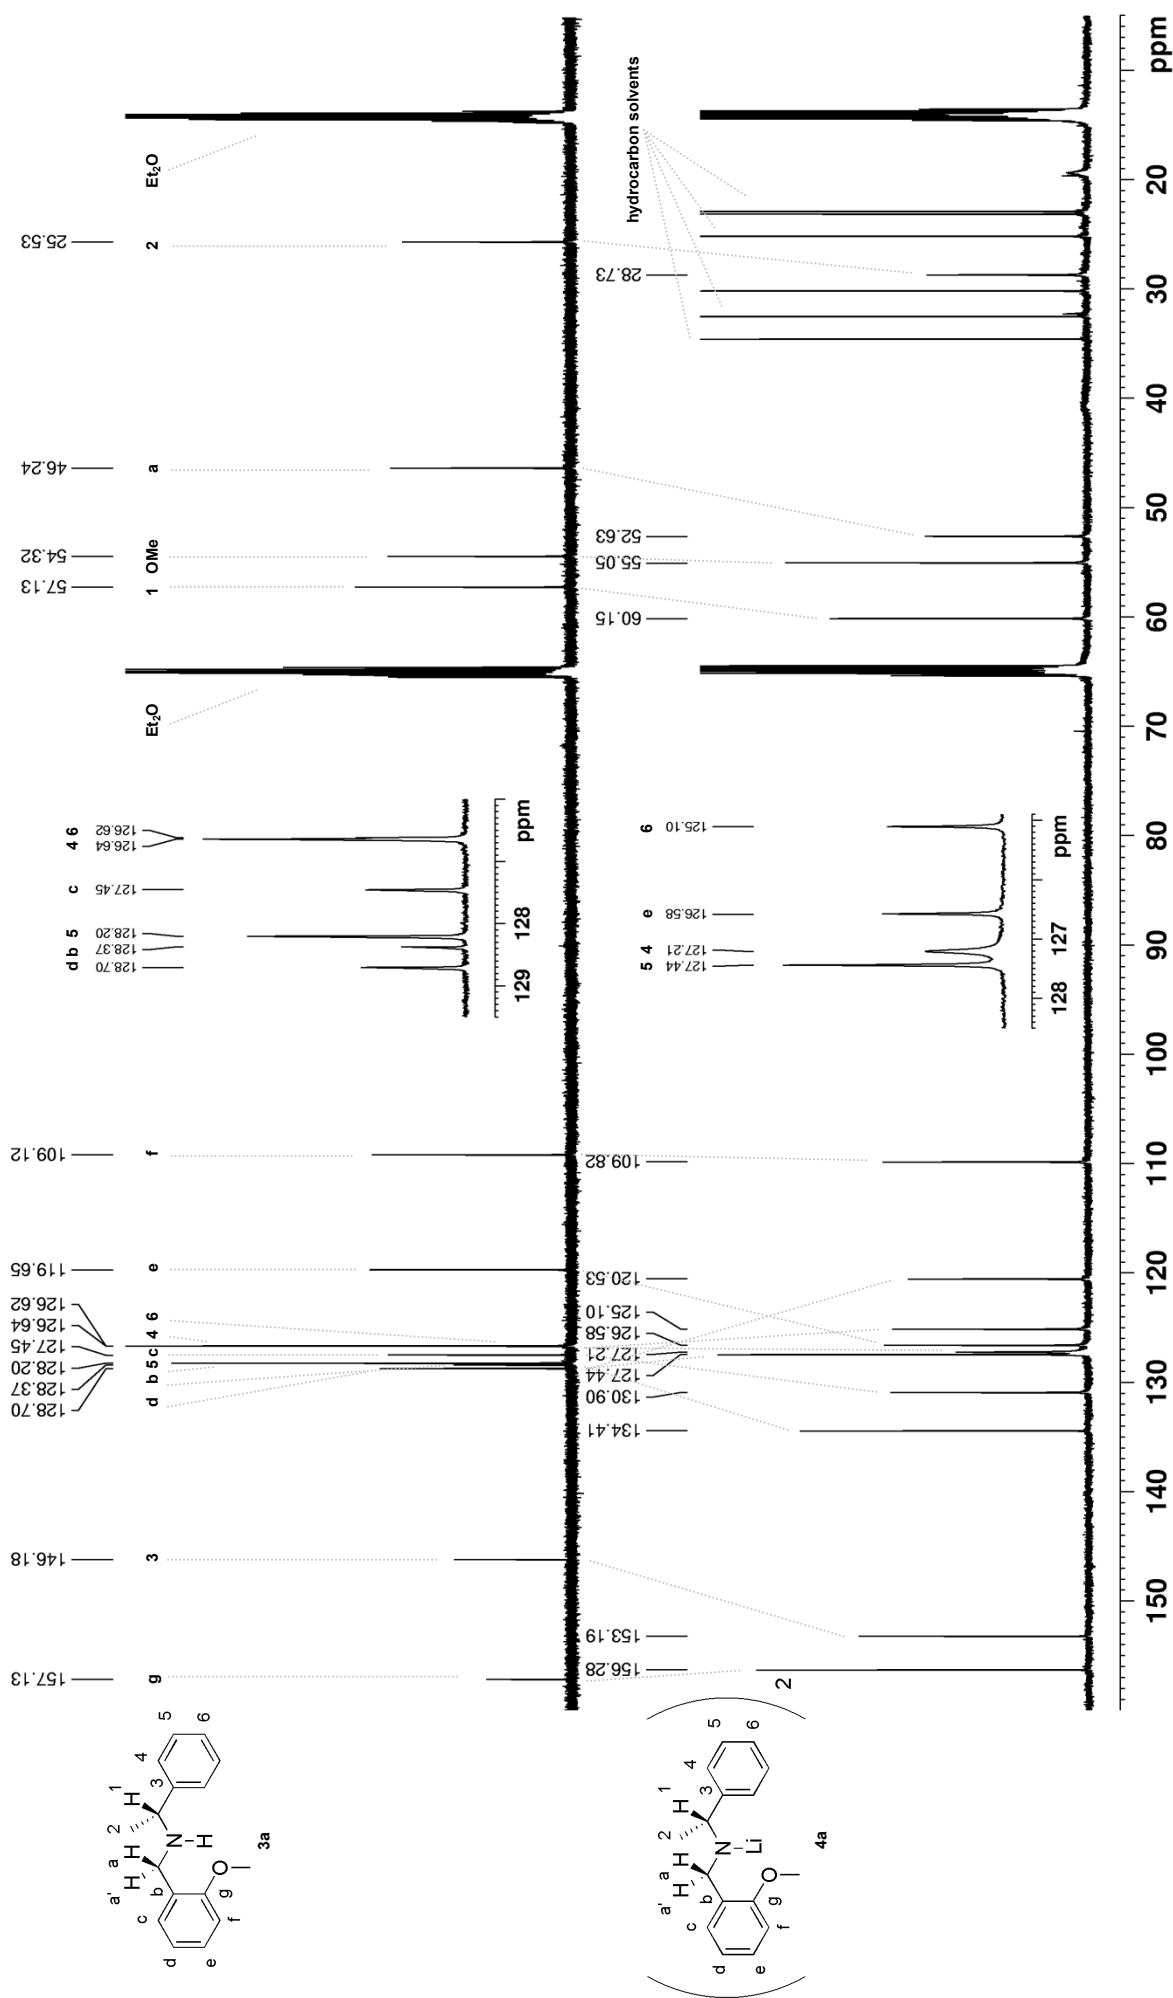 157.13
146.18
128.70
128.37
128.20
127.45
126.64
126.62
119.65
109.12
57.13
54.32
46.24
25.53
g
3
d
b
5
c
4
6
e
f
1
OMe
a
2
Et₂O
Et₂O
d b 5 c 4 6
128.70
128.37
128.20
127.45
126.64
126.62
129
128
ppm
a'
H
a
H
2
H
1
N
H
O
b
c
d
e
f
g
3
4
5
6
3a
156.28
153.19
134.41
130.90
127.44
127.21
126.58
125.10
120.53
109.82
60.15
55.05
52.63
28.73
hydrocarbon solvents
5 4 e 6
127.44
127.21
126.58
125.10
128
127
ppm
a'
H
a
H
2
H
1
N
Li
O
b
c
d
e
f
g
3
4
5
6
2
4a
150
140
130
120
110
100
90
80
70
60
50
40
30
20
ppm